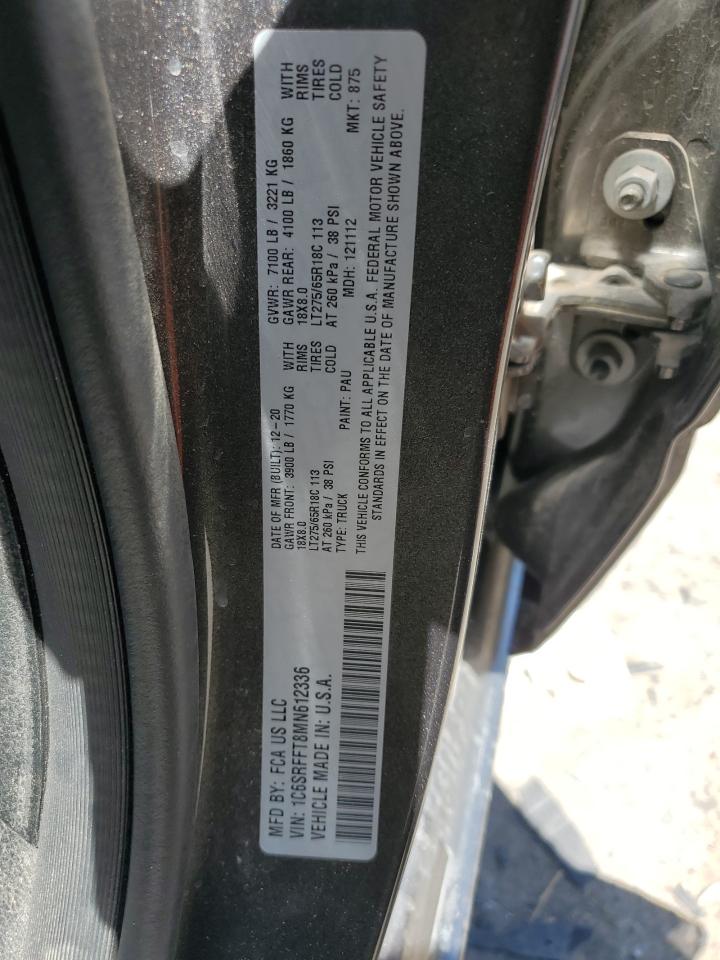 MFD BY: FCA US LLC
VIN: 1C6SRFFT8MN612336
VEHICLE MADE IN: U.S.A.
DATE OF MFR (BUILT): 12-20 GVWR: 7100 LB / 3221 KG
GAWR FRONT: 3900 LB / 1770 KG WITH GAWR REAR: 4100 LB / 1860 KG WITH
18X8.0 RIMS 18X8.0 RIMS
LT275/65R18C 113 TIRES LT275/65R18C 113 TIRES
AT 260 kPa / 38 PSI COLD AT 260 kPa / 38 PSI COLD
TYPE: TRUCK PAINT: PAU MDH: 121112 MKT: 875
THIS VEHICLE CONFORMS TO ALL APPLICABLE U.S.A. FEDERAL MOTOR VEHICLE SAFETY
STANDARDS IN EFFECT ON THE DATE OF MANUFACTURE SHOWN ABOVE.